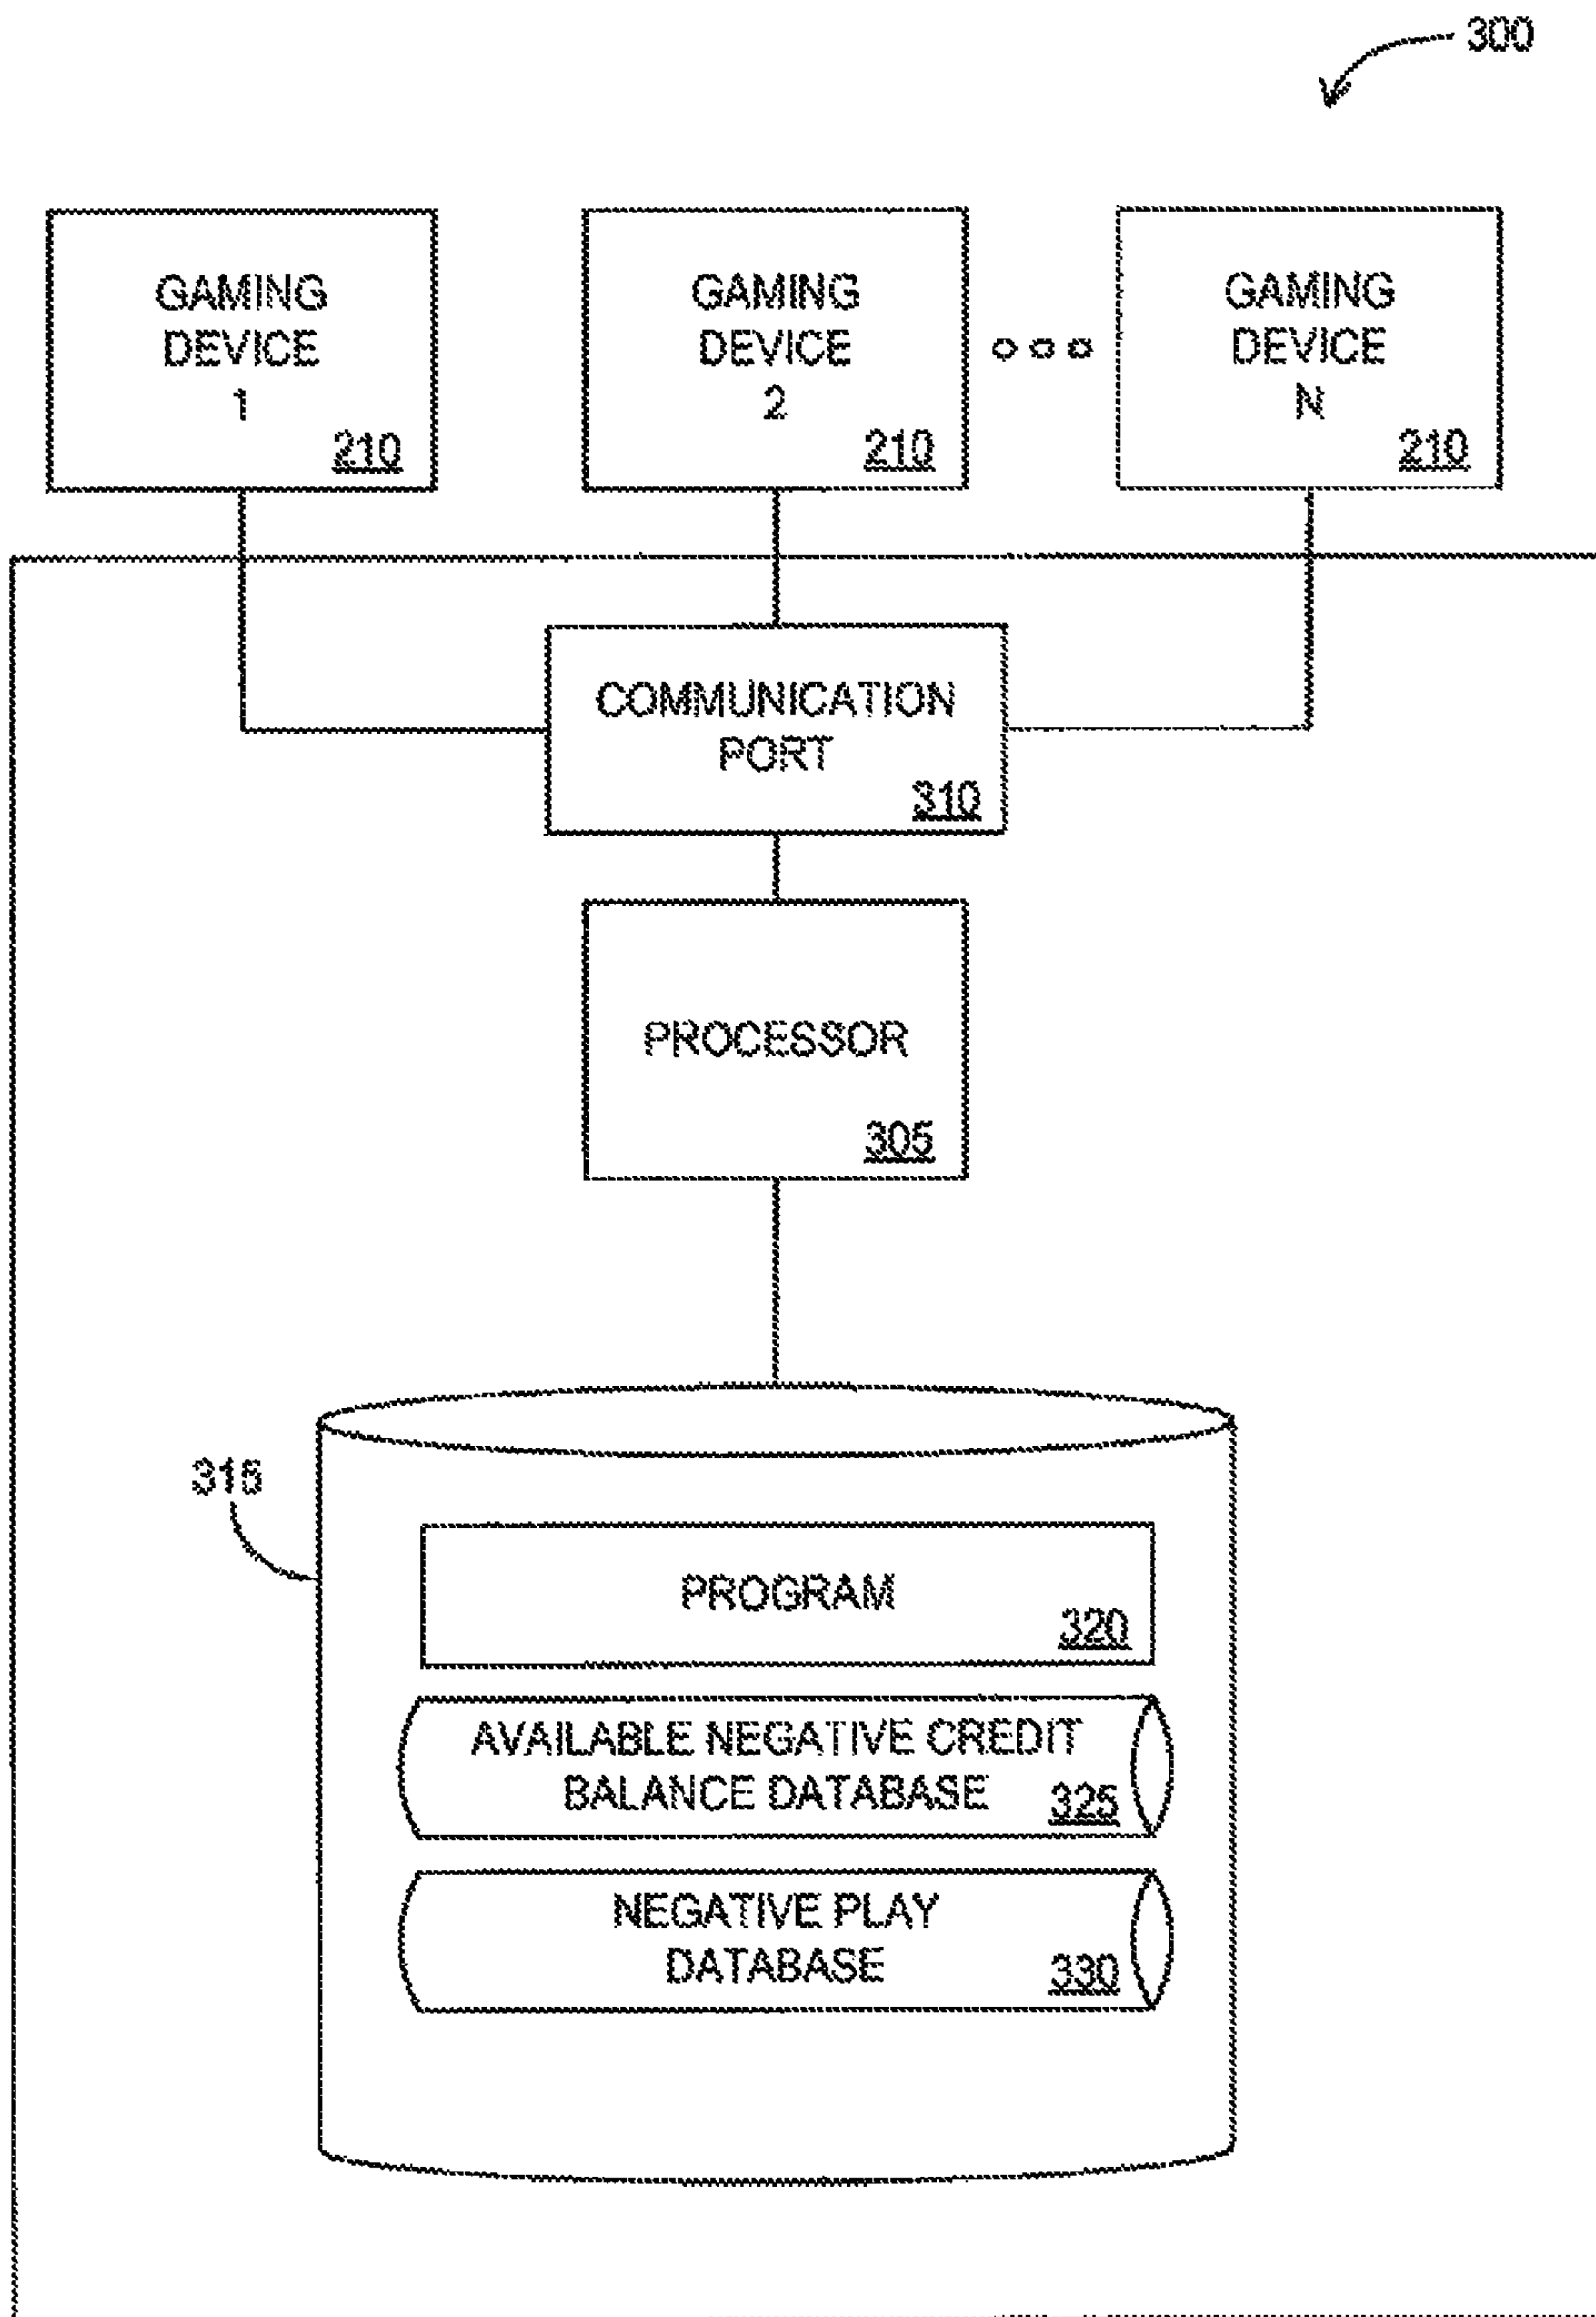 300
GAMING
DEVICE
1
210
GAMING
DEVICE
2
210
GAMING
DEVICE
N
210
COMMUNICATION
PORT
310
PROCESSOR
305
315
PROGRAM
320
AVAILABLE NEGATIVE CREDIT
BALANCE DATABASE
325
NEGATIVE PLAY
DATABASE
330